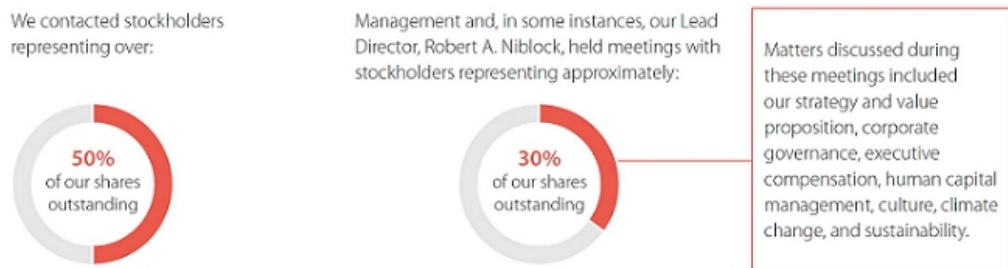 We contacted stockholders
representing over:
50%
of our shares
outstanding
Management and, in some instances, our Lead
Director, Robert A. Niblock, held meetings with
stockholders representing approximately:
30%
of our shares
outstanding
Matters discussed during
these meetings included
our strategy and value
proposition, corporate
governance, executive
compensation, human capital
management, culture, climate
change, and sustainability.